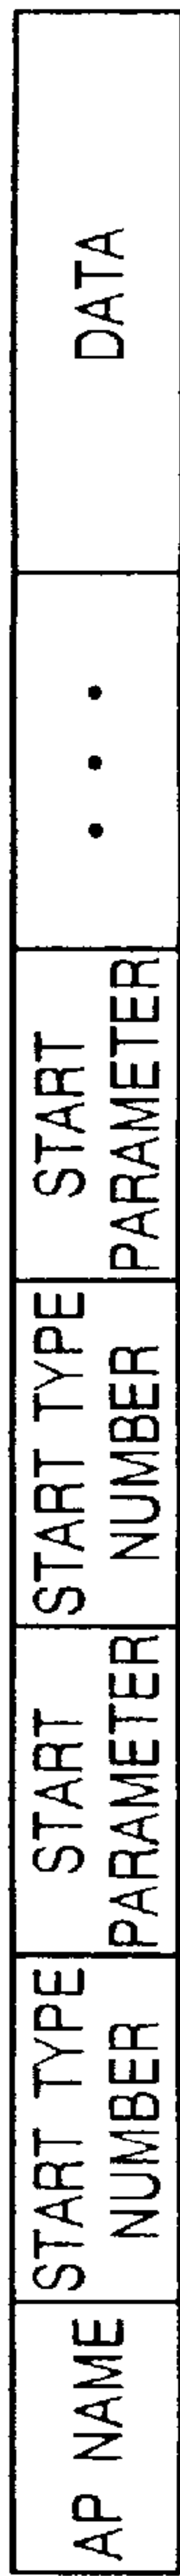 AP NAME
START TYPE
NUMBER
START
PARAMETER
START TYPE
NUMBER
START
PARAMETER
• • •
DATA